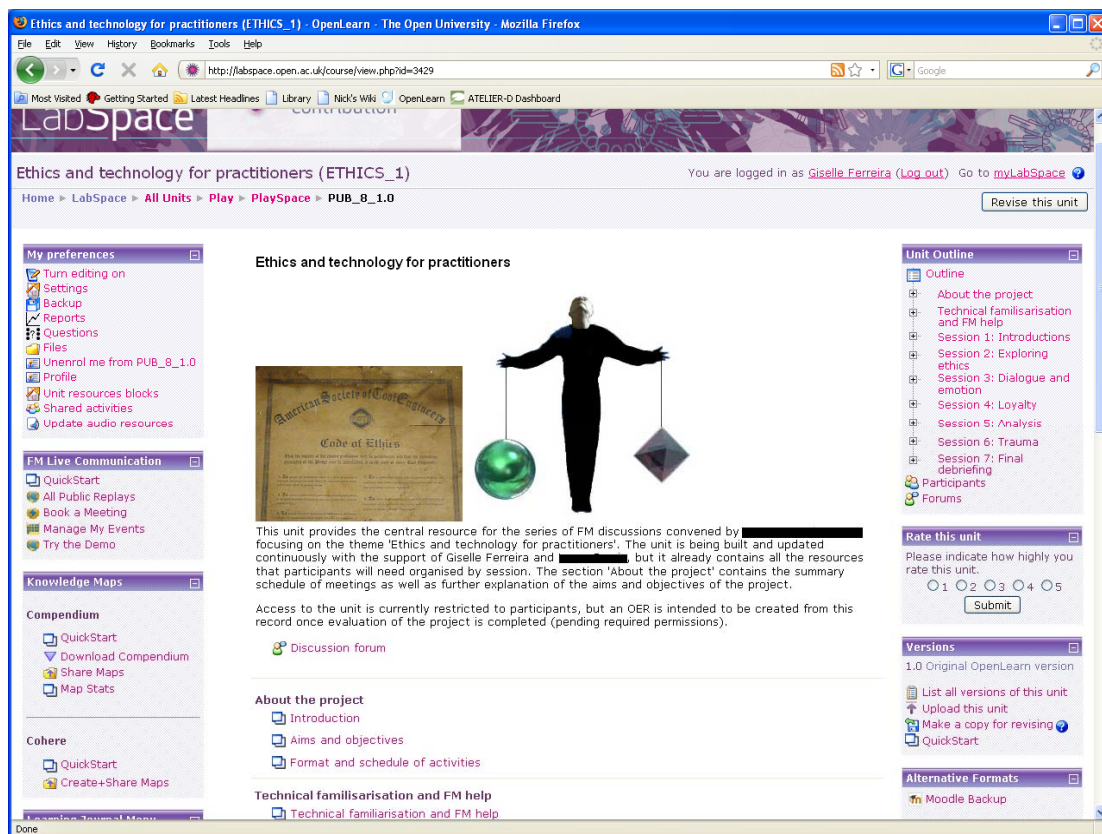 Ethics and technology for practitioners (ETHICS_1) - OpenLearn - The Open University - Mozilla Firefox
File Edit View History Bookmarks Tools Help
http://labspace.open.ac.uk/course/view.php?id=3429
Google
Most Visited Getting Started Latest Headlines Library Nick's Wiki OpenLearn ATELIER-D Dashboard
LabSpace
contribution
Ethics and technology for practitioners (ETHICS_1)
You are logged in as Giselle Ferreira (Log out) Go to myLabSpace
Home ► LabSpace ► All Units ► Play ► PlaySpace ► PUB_8_1.0
Revise this unit
My preferences
Turn editing on
Settings
Backup
Reports
Questions
Files
Unenrol me from PUB_8_1.0
Profile
Unit resources blocks
Shared activities
Update audio resources
FM Live Communication
QuickStart
All Public Replays
Book a Meeting
Manage My Events
Try the Demo
Knowledge Maps
Compendium
QuickStart
Download Compendium
Share Maps
Map Stats
Cohere
QuickStart
Create+Share Maps
Learning Journal Menu
Ethics and technology for practitioners
American Society of Civil Engineers
Code of Ethics
This unit provides the central resource for the series of FM discussions convened by
focusing on the theme 'Ethics and technology for practitioners'. The unit is being built and updated
continuously with the support of Giselle Ferreira and , but it already contains all the resources
that participants will need organised by session. The section 'About the project' contains the summary
schedule of meetings as well as further explanation of the aims and objectives of the project.
Access to the unit is currently restricted to participants, but an OER is intended to be created from this
record once evaluation of the project is completed (pending required permissions).
Discussion forum
About the project
Introduction
Aims and objectives
Format and schedule of activities
Technical familisarisation and FM help
Technical familiarisation and FM help
Unit Outline
Outline
About the project
Technical familisarisation
and FM help
Session 1: Introductions
Session 2: Exploring
ethics
Session 3: Dialogue and
emotion
Session 4: Loyalty
Session 5: Analysis
Session 6: Trauma
Session 7: Final
debriefing
Participants
Forums
Rate this unit
Please indicate how highly you
rate this unit.
1 2 3 4 5
Submit
Versions
1.0 Original OpenLearn version
List all versions of this unit
Upload this unit
Make a copy for revising
QuickStart
Alternative Formats
Moodle Backup
Done